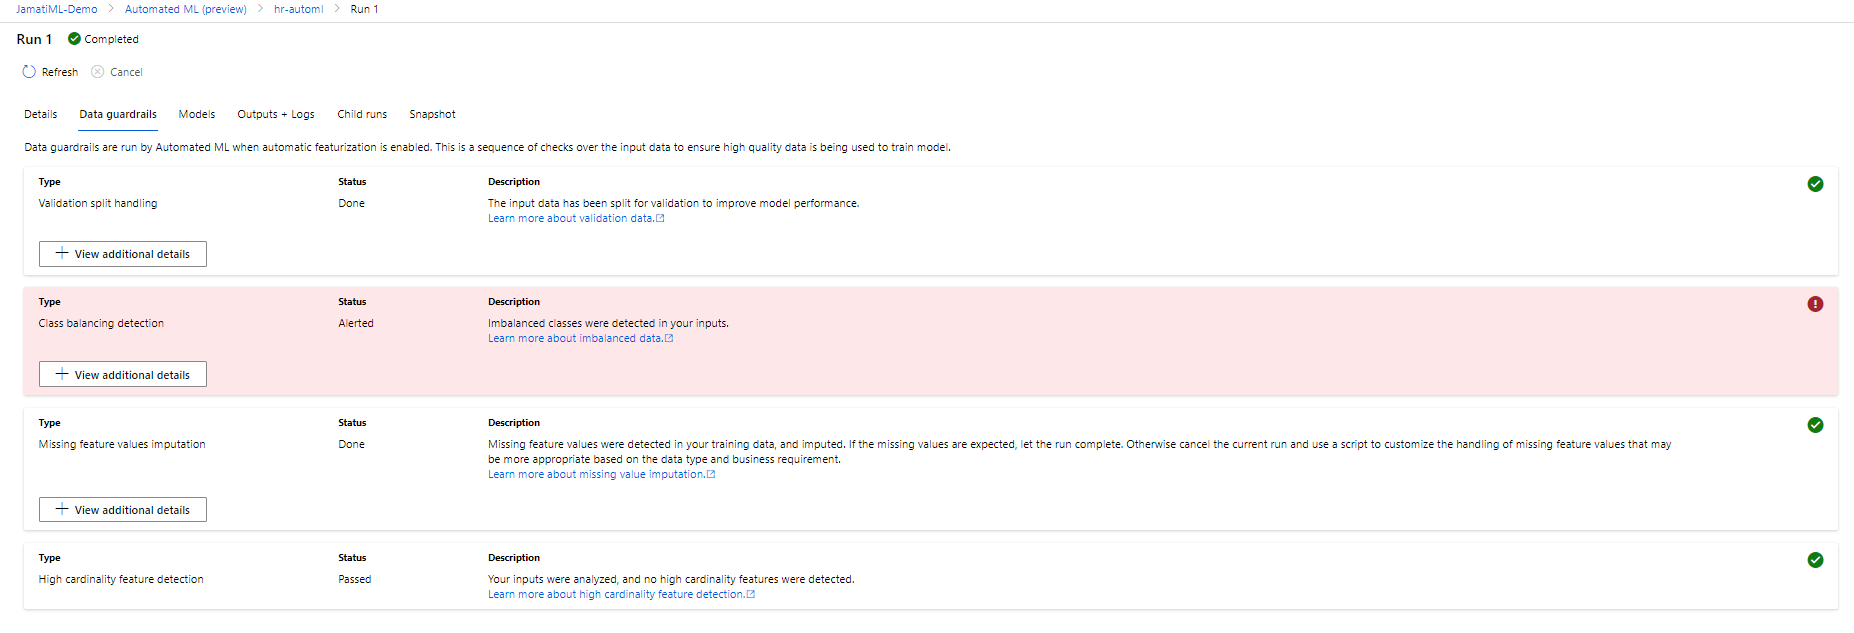 JamatiML-Demo > Automated ML (preview) > hr-automl > Run 1
Run 1 Completed
Refresh Cancel
Details Data guardrails Models Outputs + Logs Child runs Snapshot
Data guardrails are run by Automated ML when automatic featurization is enabled. This is a sequence of checks over the input data to ensure high quality data is being used to train model.
Type Status Description
Validation split handling Done The input data has been split for validation to improve model performance.
Learn more about validation data.
+ View additional details
Type Status Description
Class balancing detection Alerted Imbalanced classes were detected in your inputs.
Learn more about imbalanced data.
+ View additional details
Type Status Description
Missing feature values imputation Done Missing feature values were detected in your training data, and imputed. If the missing values are expected, let the run complete. Otherwise cancel the current run and use a script to customize the handling of missing feature values that may
be more appropriate based on the data type and business requirement.
Learn more about missing value imputation.
+ View additional details
Type Status Description
High cardinality feature detection Passed Your inputs were analyzed, and no high cardinality features were detected.
Learn more about high cardinality feature detection.